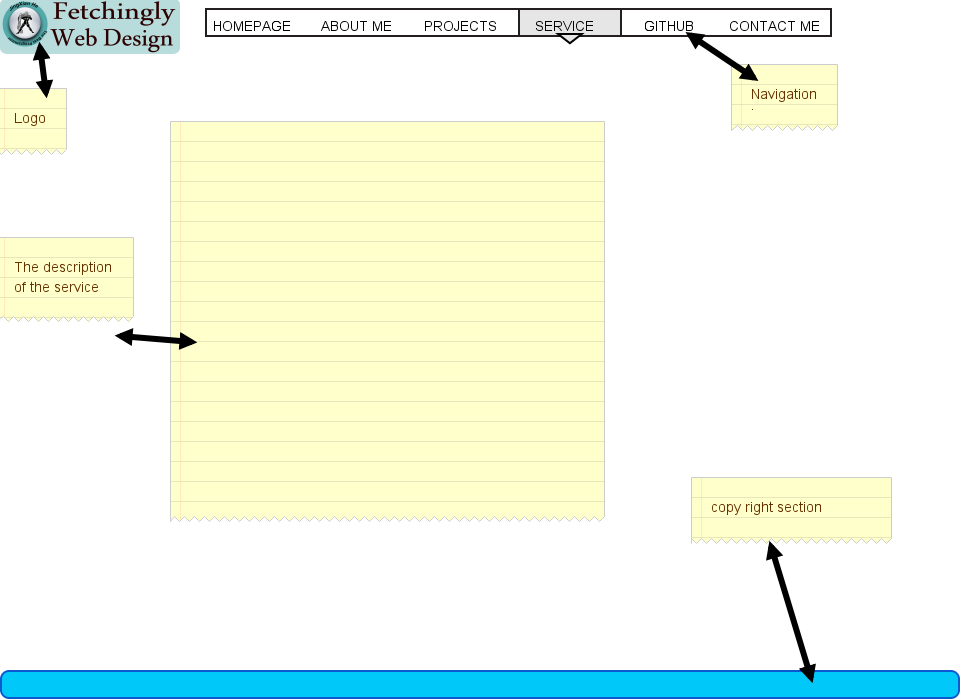 Fetchingly
Web Design
HOMEPAGE ABOUT ME PROJECTS SERVICE GITHUB CONTACT ME
Navigation
Logo
The description
of the service
copy right section